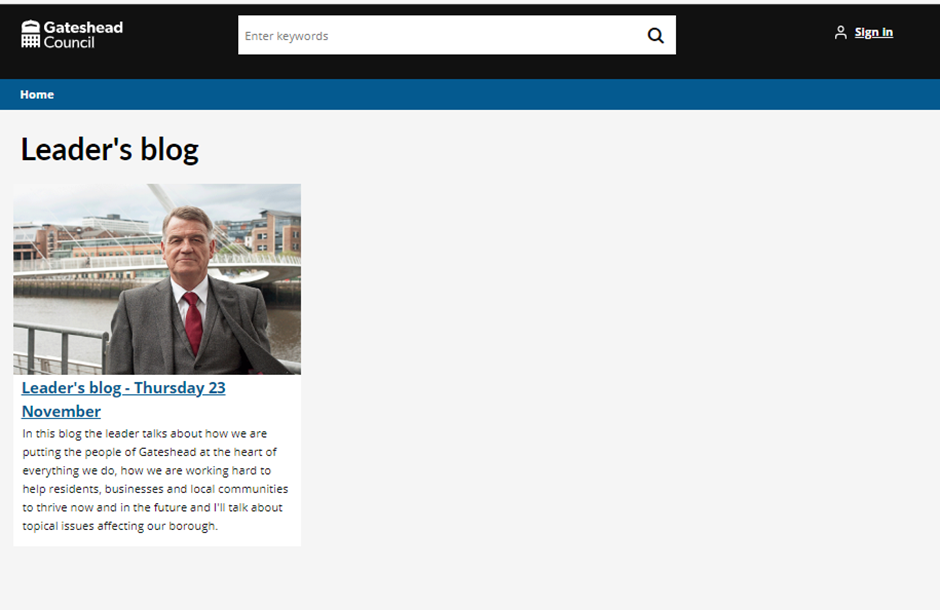 Gateshead
Council
Enter keywords
Sign In
Home
Leader's blog
Leader's blog - Thursday 23
November
In this blog the leader talks about how we are
putting the people of Gateshead at the heart of
everything we do, how we are working hard to
help residents, businesses and local communities
to thrive now and in the future and I'll talk about
topical issues affecting our borough.